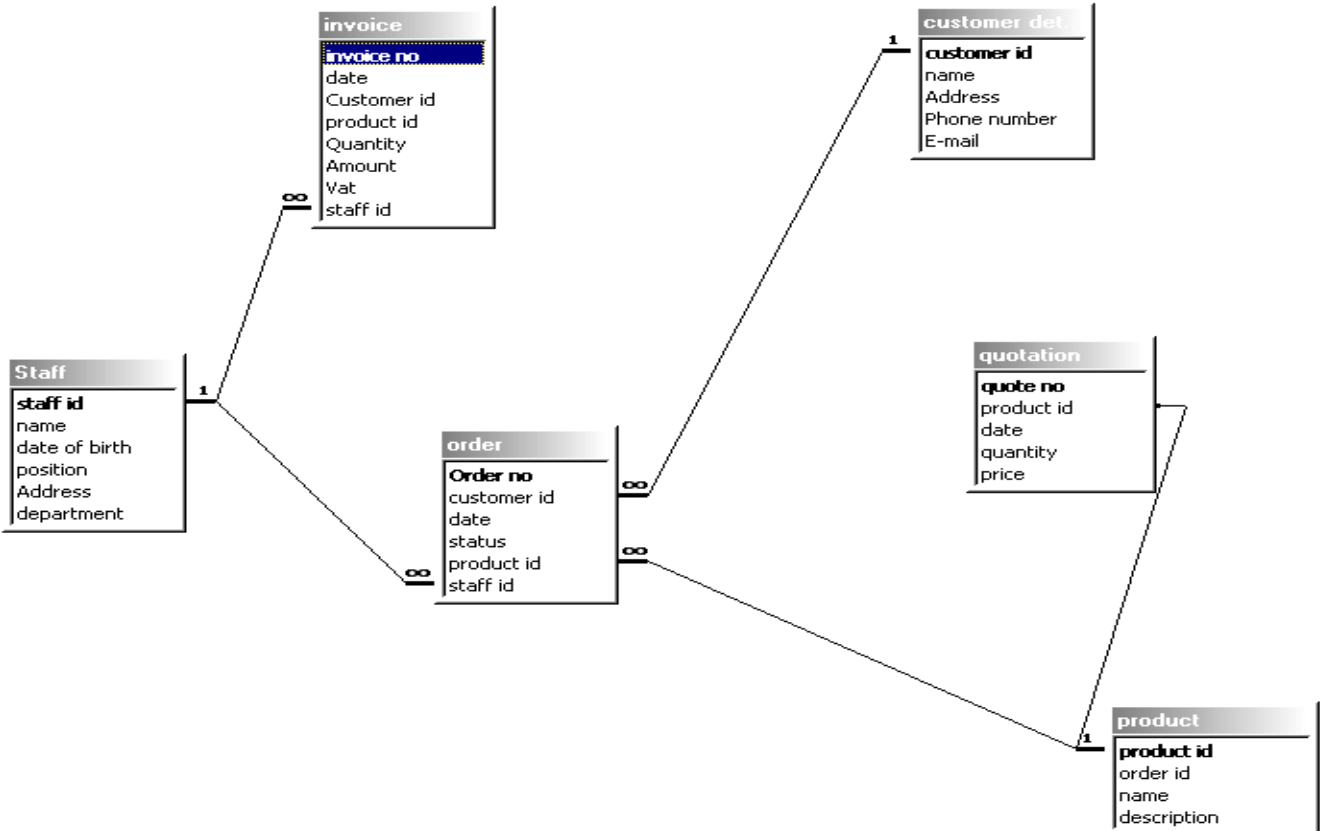 invoice
invoice no
date
Customer id
product id
Quantity
Amount
Vat
staff id
customer det.
customer id
name
Address
Phone number
E-mail
1
∞
Staff
staff id
name
date of birth
position
Address
department
1
quotation
quote no
product id
date
quantity
price
order
Order no
customer id
date
status
product id
staff id
∞
∞
∞
product
product id
order id
name
description
1